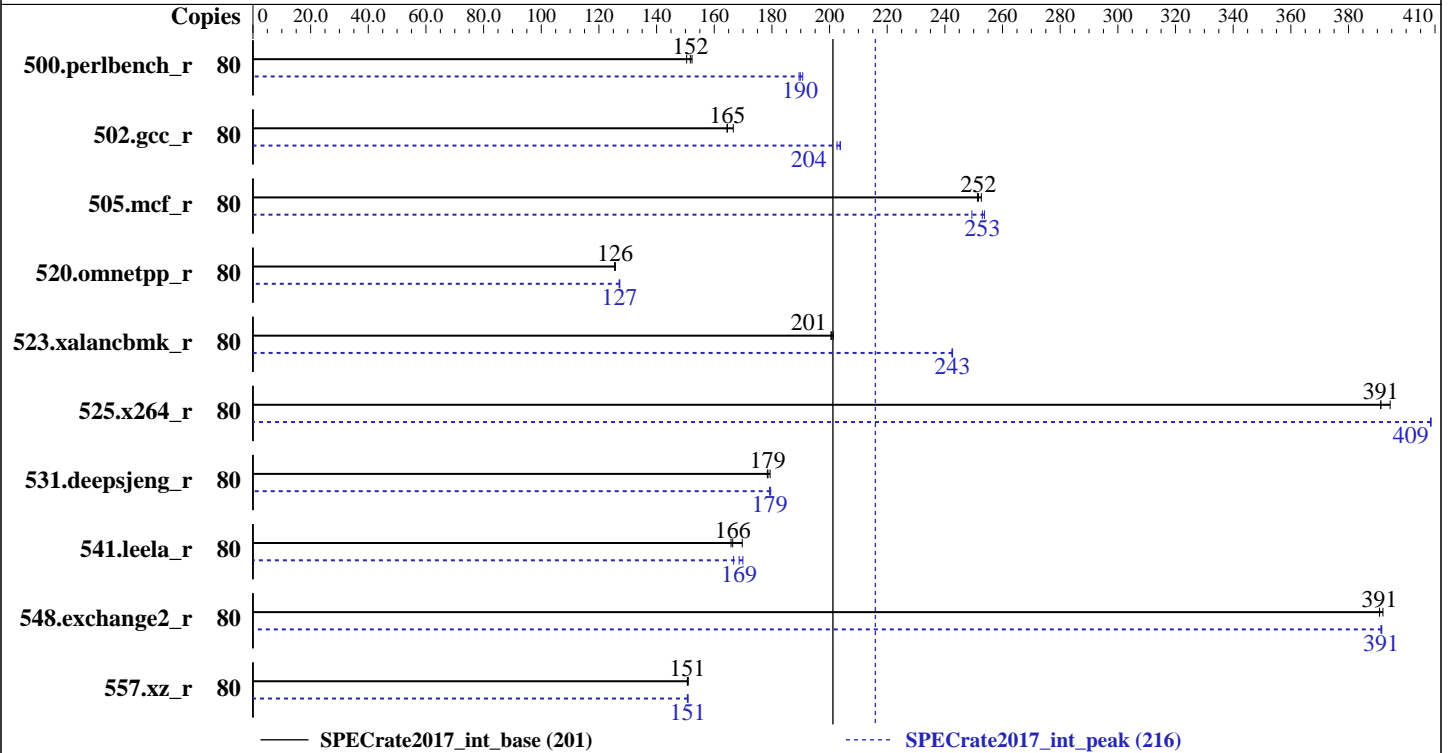 Copies 0 20.0 40.0 60.0 80.0 100 120 140 160 180 200 220 240 260 280 300 320 340 360 380 410
152
500.perlbench_r 80
190
165
502.gcc_r 80
204
252
505.mcf_r 80
253
126
520.omnetpp_r 80
127
201
523.xalancbmk_r 80
243
391
525.x264_r 80
409
179
531.deepsjeng_r 80
179
166
541.leela_r 80
169
391
548.exchange2_r 80
391
151
557.xz_r 80
151
SPECrate2017_int_base (201) SPECrate2017_int_peak (216)